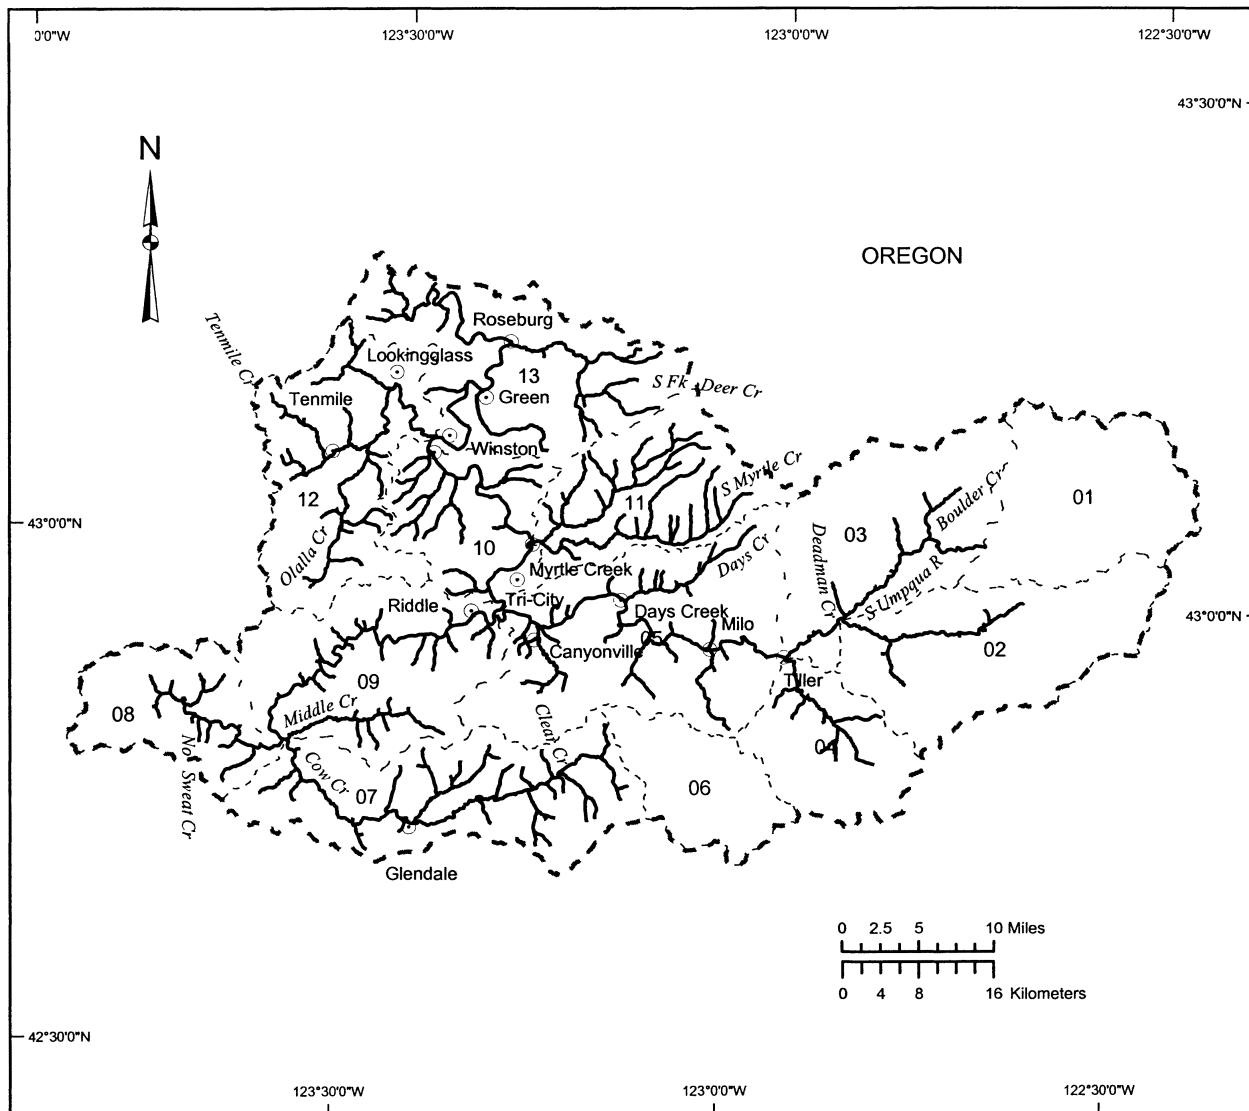 0'0"W
123°30'0"W
123°0'0"W
122°30'0"W
43°30'0"N
N
OREGON
Tenmile Cr
Roseburg
Lookingglass
13
S Fk Deer Cr
Tenmile
Green
Winston
S Myrtle Cr
12
11
01
Boulder Cr
43°0'0"N
Deadman Cr
03
Olalla Cr
10
Days Cr
Myrtle Creek
S Umpqua R
Riddle
Tri-City
Days Creek
Milo
43°0'0"N
05
Canyonville
02
Tiller
09
Middle Cr
08
Clear Cr
04
No Sweat Cr
Cow Cr
07
06
Glendale
0 2.5 5 10 Miles
0 4 8 16 Kilometers
42°30'0"N
123°30'0"W
123°0'0"W
122°30'0"W